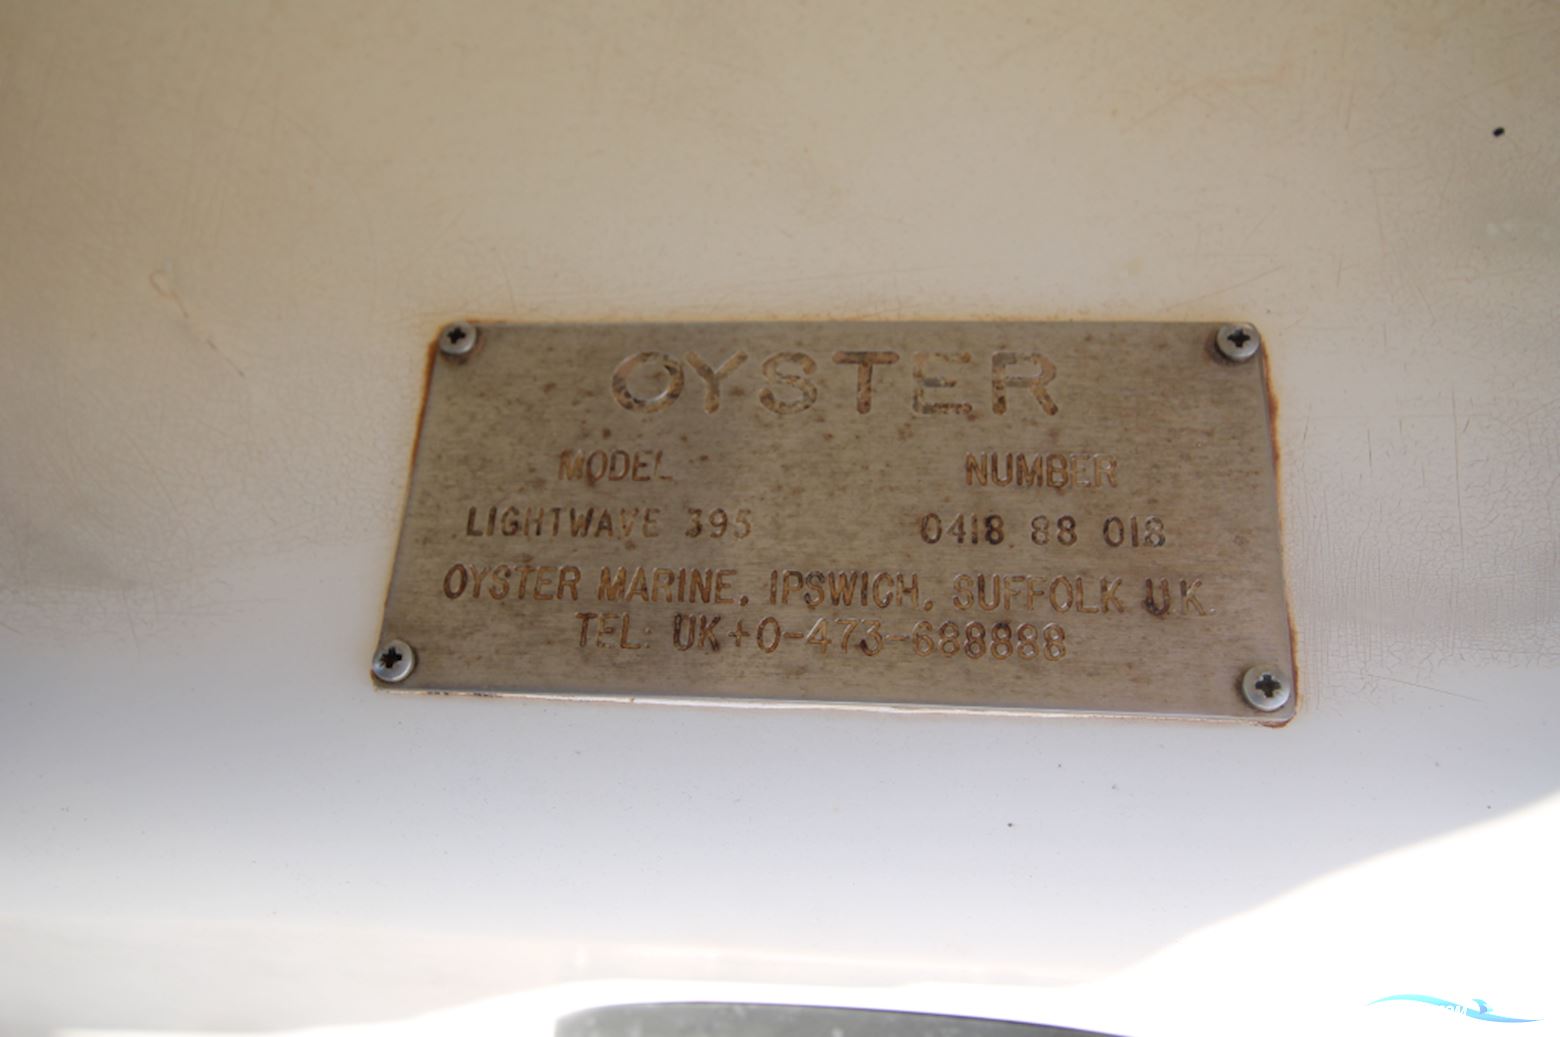 OYSTER
MODEL NUMBER
LIGHTWAVE 395 0418 88 018
OYSTER MARINE, IPSWICH, SUFFOLK U.K.
TEL: UK+0-473-688888